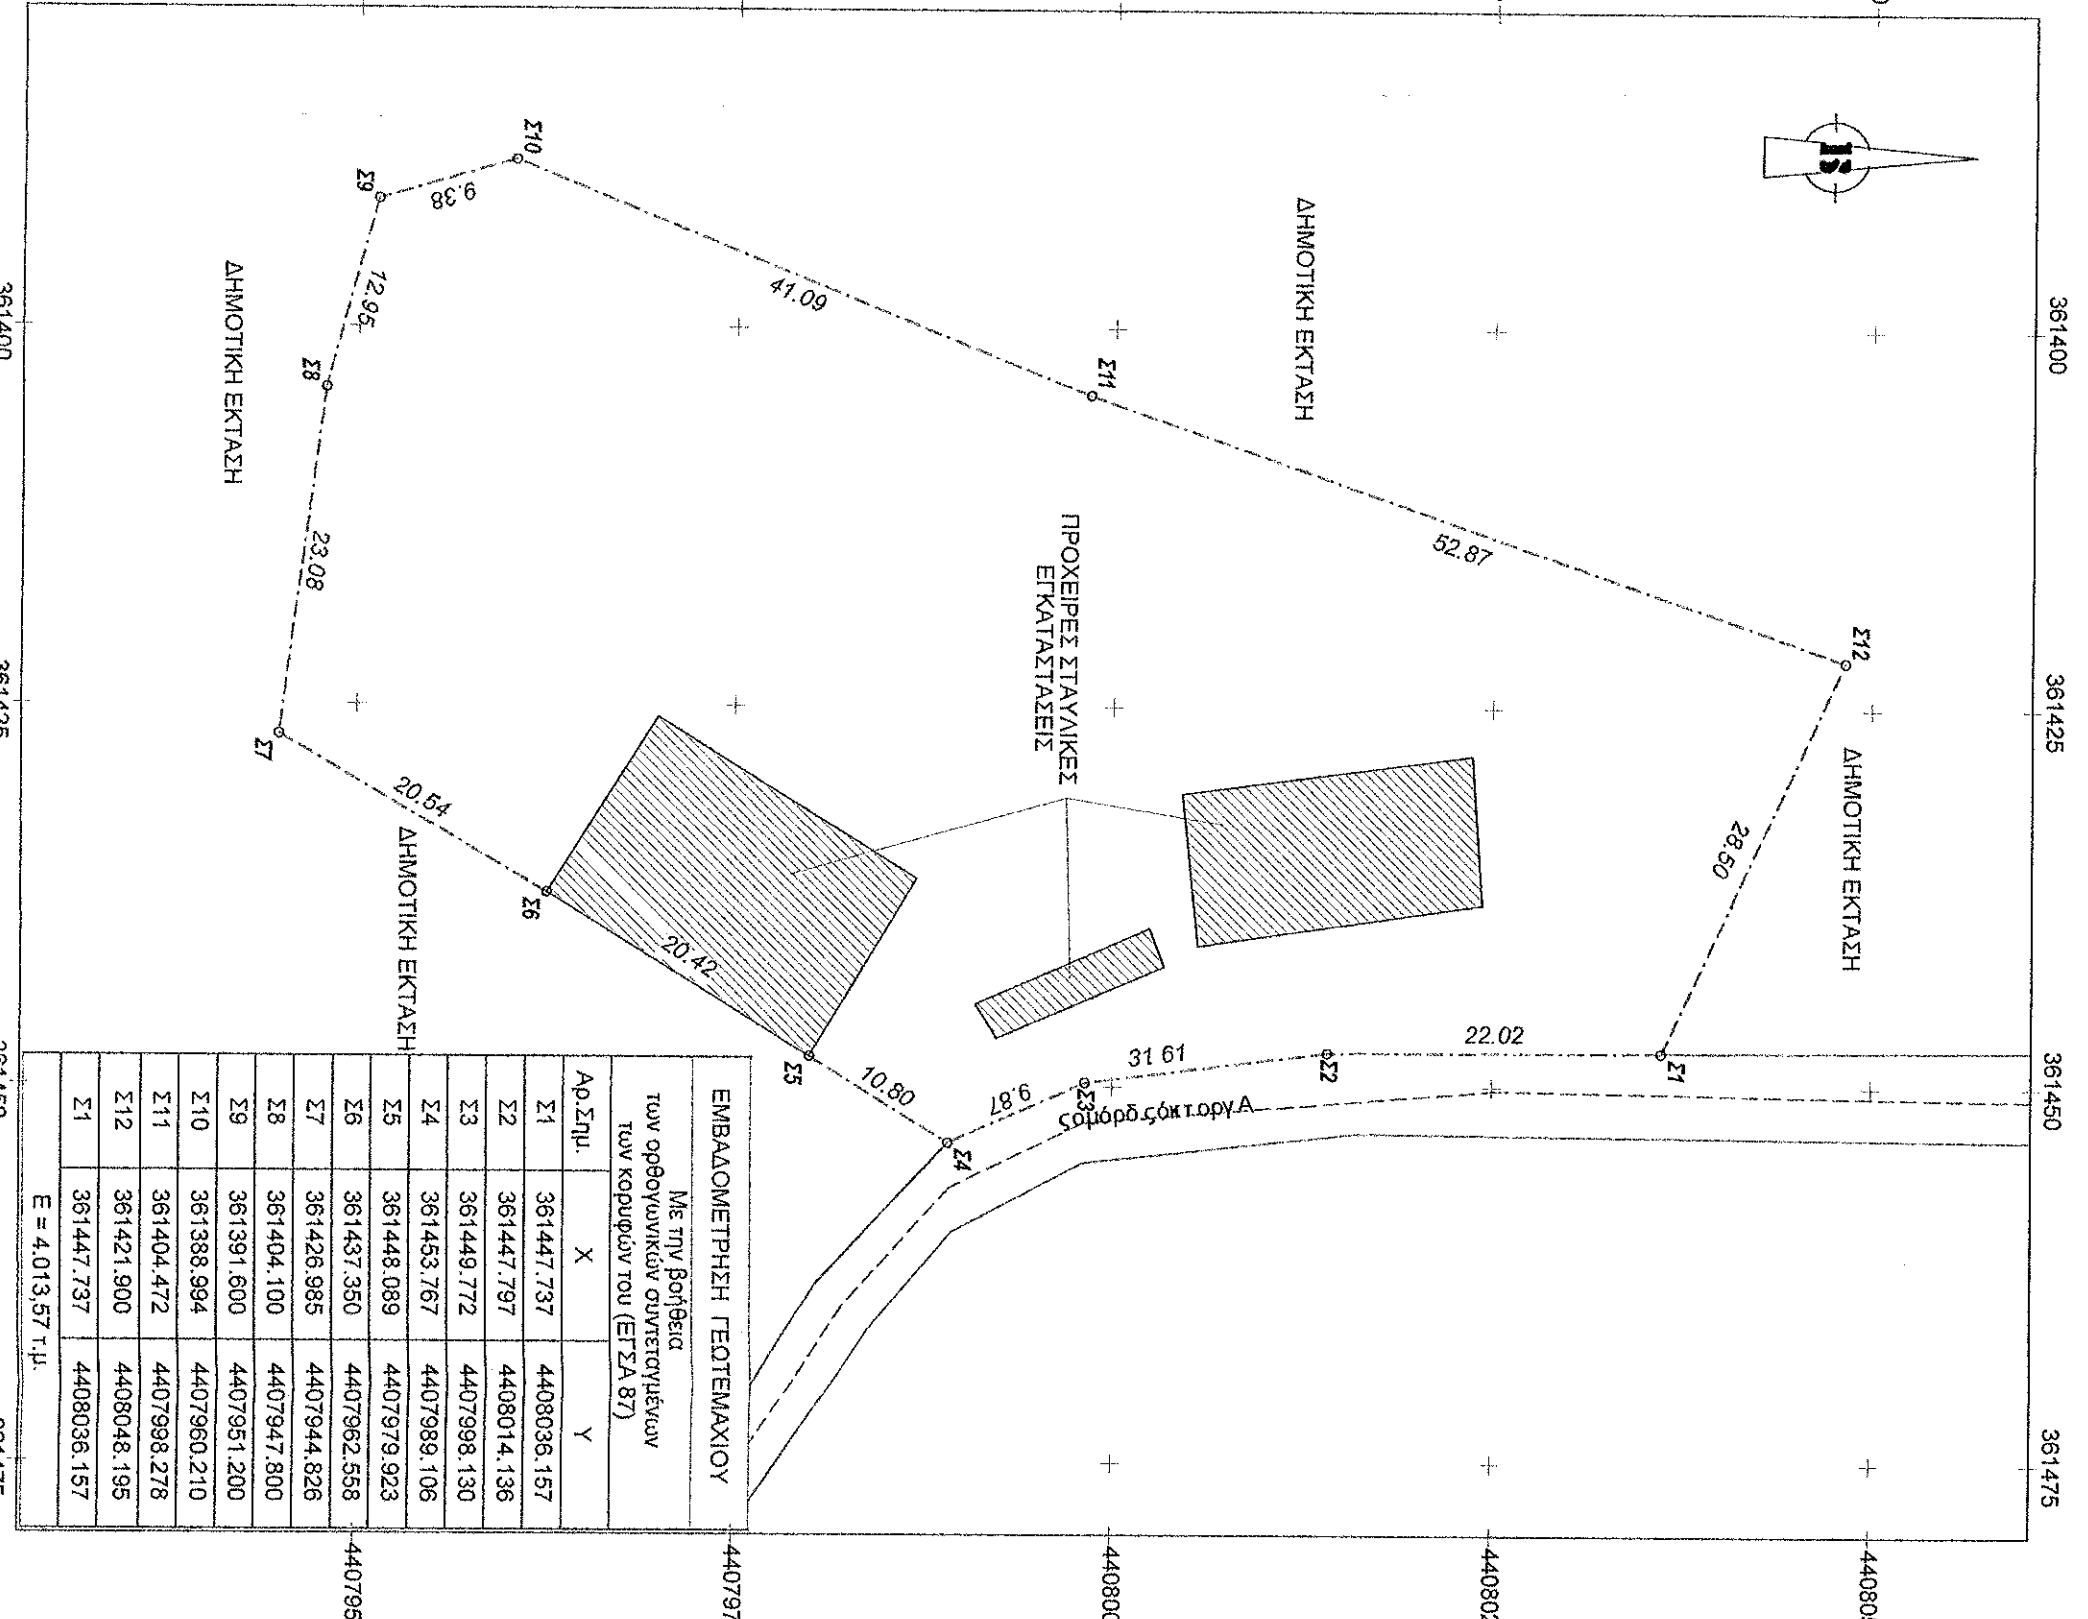 361400
361425
361450
361475
ΔΗΜΟΤΙΚΗ ΕΚΤΑΣΗ
ΔΗΜΟΤΙΚΗ ΕΚΤΑΣΗ
Σ12
28.50
Σ1
52.87
22.02
Σ2
31.61
Σ11
ΠΡΟΧΕΙΡΕΣ ΣΤΑΥΛΙΚΕΣ
ΕΓΚΑΤΑΣΤΑΣΕΙΣ
Σ3
Αγροτικός δρόμος
9.87
Σ4
41.09
10.80
Σ5
20.42
Σ10
Σ6
9.38
Σ9
20.54
12.95
Σ8
23.08
Σ7
ΔΗΜΟΤΙΚΗ ΕΚΤΑΣΗ
ΔΗΜΟΤΙΚΗ ΕΚΤΑΣΗ
ΕΜΒΑΔΟΜΕΤΡΗΣΗ ΓΕΩΤΕΜΑΧΙΟΥ
Με την βοήθεια
των ορθογωνικών συντεταγμένων
των κορυφών του (ΕΓΣΑ 87)
Αρ.Σημ. Χ Υ
Σ1 361447.737 4408036.157
Σ2 361447.797 4408014.136
Σ3 361449.772 4407998.130
Σ4 361453.767 4407989.106
Σ5 361448.089 4407979.923
Σ6 361437.350 4407962.558
Σ7 361426.985 4407944.826
Σ8 361404.100 4407947.800
Σ9 361391.600 4407951.200
Σ10 361388.994 4407960.210
Σ11 361404.472 4407998.278
Σ12 361421.900 4408048.195
Σ1 361447.737 4408036.157
Ε = 4.013,57 τ.μ.
361400